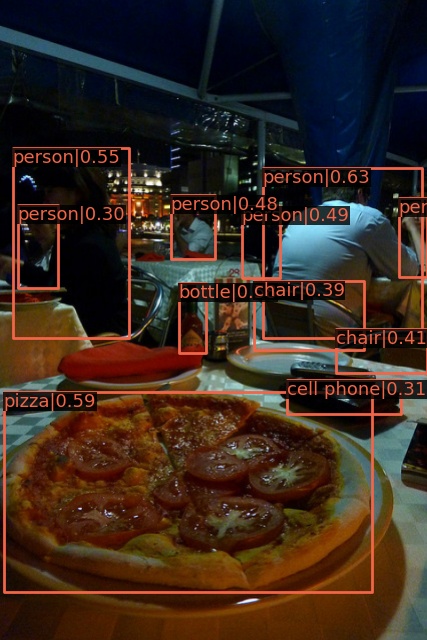 person|0.55
person|0.63
person|0.48
person|0.30
person|0.49
per
bottle|0.
chair|0.39
chair|0.41
cell phone|0.31
pizza|0.59